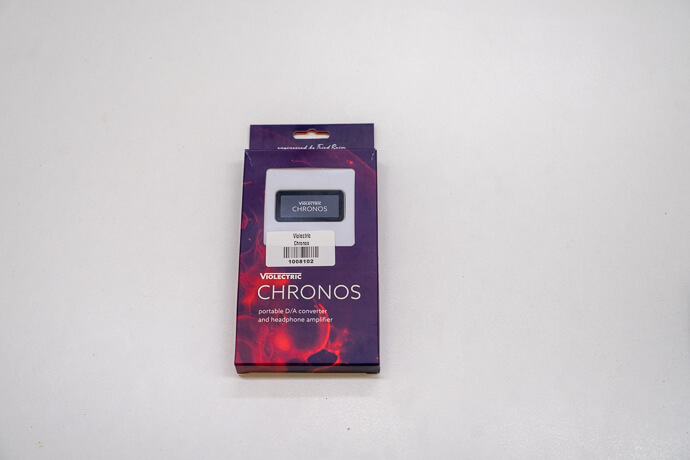 VIOLECTRIC
CHRONOS
Violectric
Chronos
1008102
VIOLECTRIC
CHRONOS
portable D/A converter
and headphone amplifier